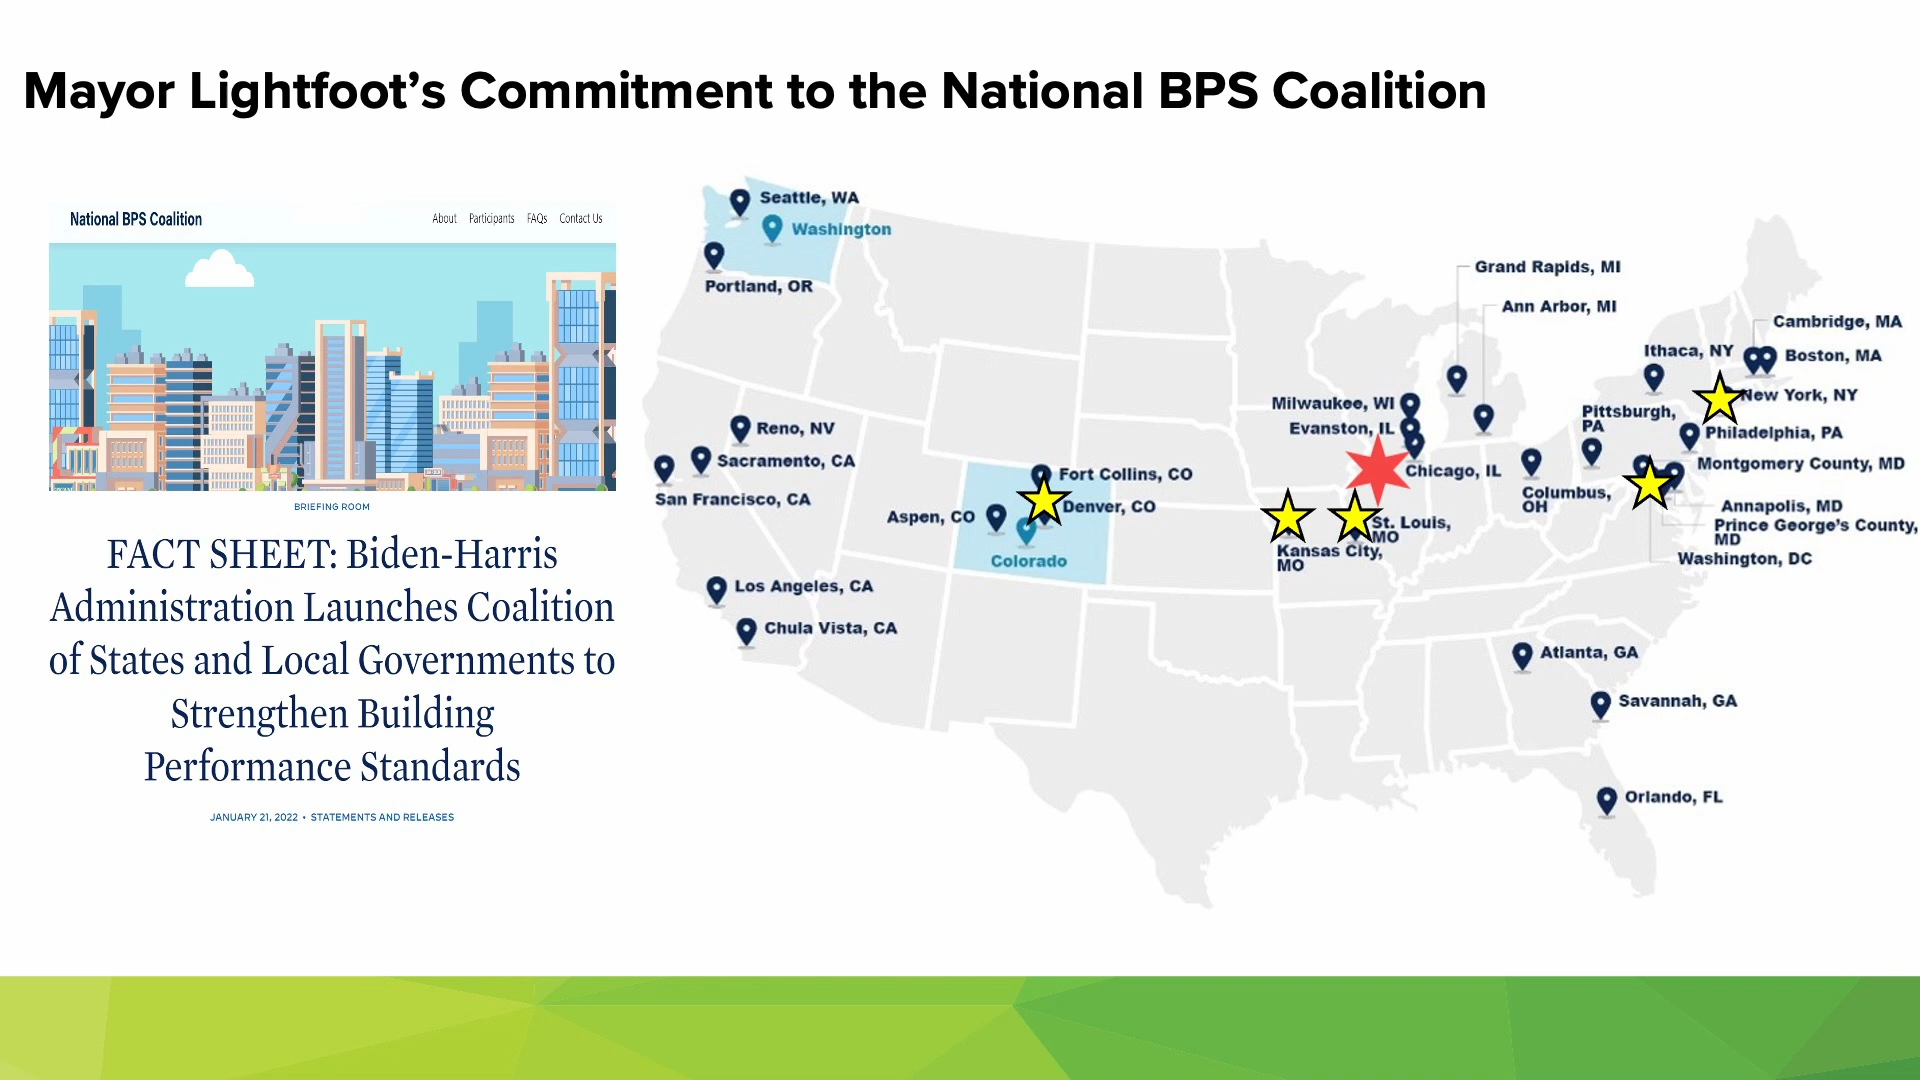 Mayor Lightfoot’s Commitment to the National BPS Coalition
National BPS Coalition
About Participants FAQs Contact Us
BRIEFING ROOM
FACT SHEET: Biden-Harris
Administration Launches Coalition
of States and Local Governments to
Strengthen Building
Performance Standards
JANUARY 21, 2022 • STATEMENTS AND RELEASES
Seattle, WA
Washington
Portland, OR
Reno, NV
Sacramento, CA
San Francisco, CA
Los Angeles, CA
Chula Vista, CA
Fort Collins, CO
Denver, CO
Aspen, CO
Colorado
Grand Rapids, MI
Ann Arbor, MI
Milwaukee, WI
Evanston, IL
Chicago, IL
St. Louis,
MO
Kansas City,
MO
Columbus,
OH
Cambridge, MA
Ithaca, NY
Boston, MA
New York, NY
Pittsburgh,
PA
Philadelphia, PA
Montgomery County, MD
Annapolis, MD
Prince George’s County,
MD
Washington, DC
Atlanta, GA
Savannah, GA
Orlando, FL